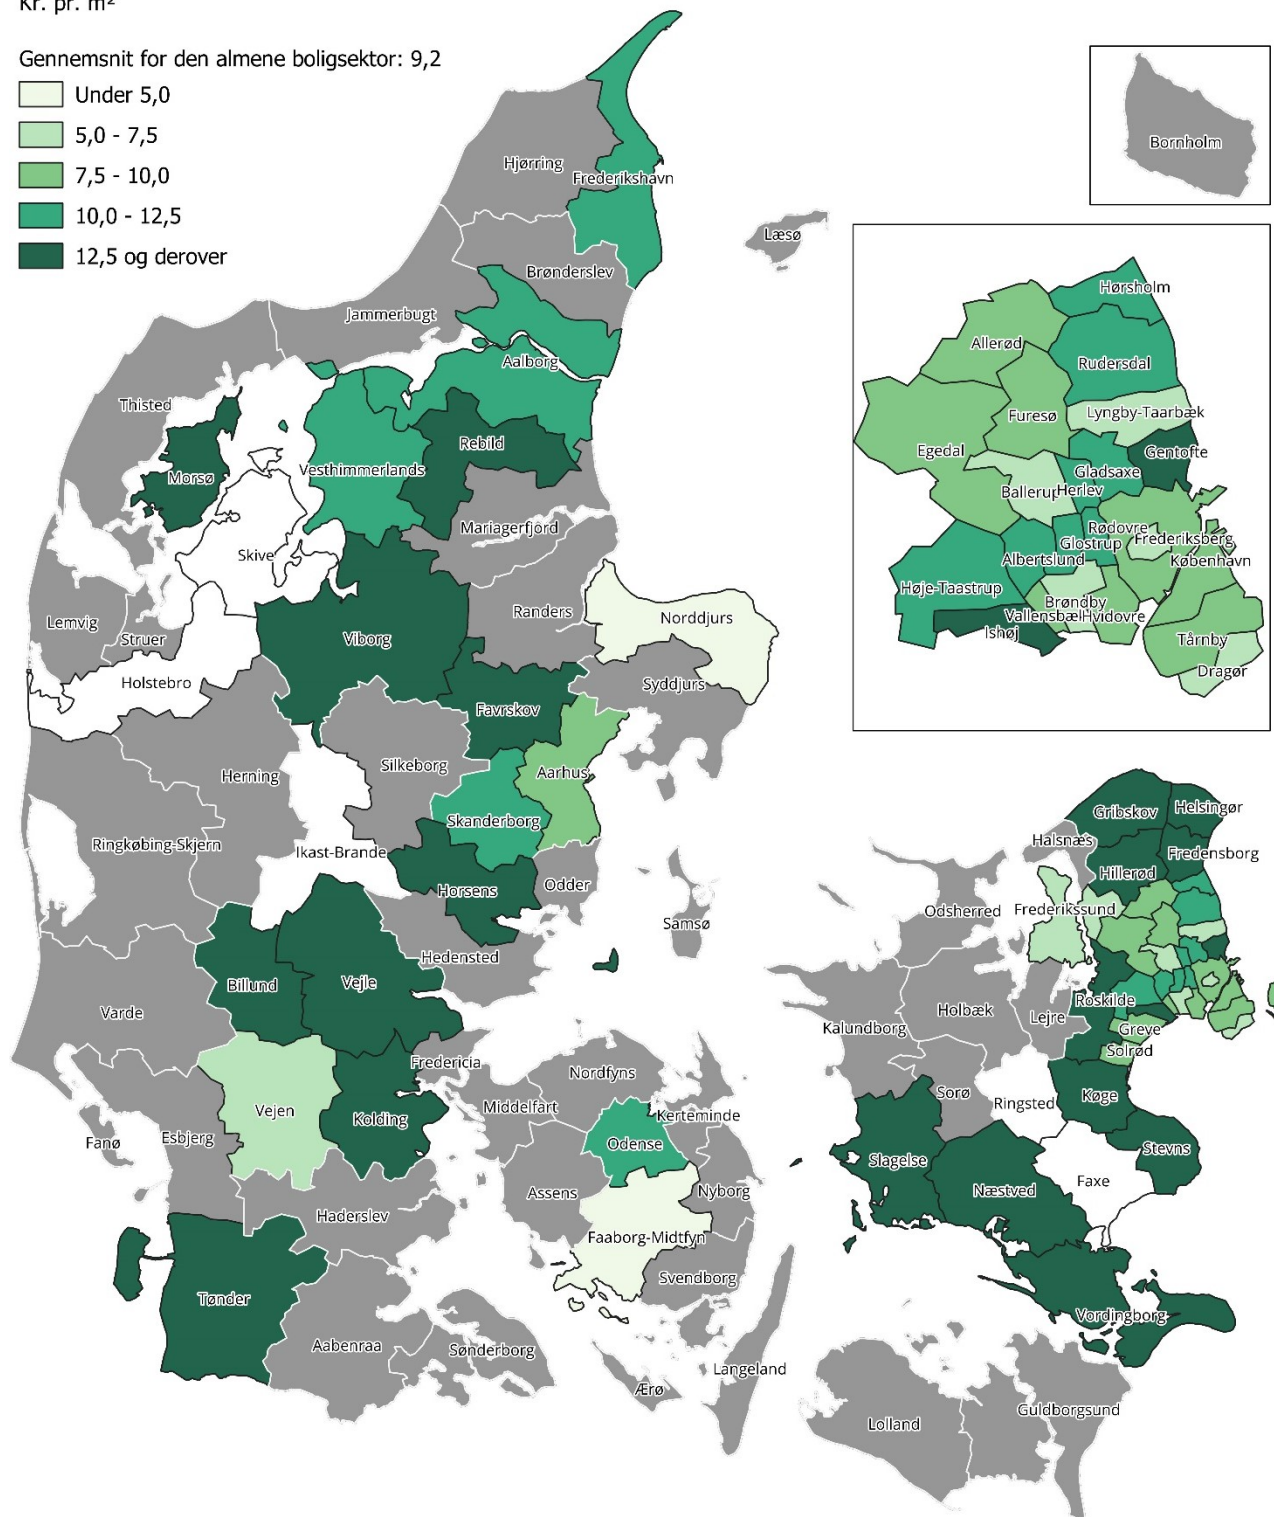 Kr. pr. m²
Gennemsnit for den almene boligsektor: 9,2
Under 5,0
5,0 - 7,5
7,5 - 10,0
10,0 - 12,5
12,5 og derover
Hjørring
Frederikshavn
Brønderslev
Læsø
Bornholm
Jammerbugt
Aalborg
Thisted
Rebild
Vesthimmerlands
Morsø
Mariagerfjord
Skive
Randers
Norddjurs
Lemvig
Struer
Viborg
Holstebro
Syddjurs
Favrskov
Silkeborg
Aarhus
Herning
Skanderborg
Ringkøbing-Skjern
Ikast-Brande
Horsens
Odder
Samsø
Hedensted
Billund
Vejle
Varde
Fredericia
Vejen
Kolding
Fanø
Esbjerg
Haderslev
Tønder
Aabenraa
Sønderborg
Nordfyns
Middelfart
Kerteminde
Odense
Assens
Nyborg
Faaborg-Midtfyn
Svendborg
Langeland
Ærø
Hørsholm
Allerød
Rudersdal
Furesø
Lyngby-Taarbæk
Egedal
Gentofte
Gladsaxe
Ballerup
Herlev
Rødovre
Frederiksberg
Glostrup
Albertslund
København
Høje-Taastrup
Brøndby
Vallensbæk
Hvidovre
Ishøj
Tårnby
Dragør
Gribskov
Helsingør
Halsnæs
Fredensborg
Hillerød
Odsherred
Frederikssund
Roskilde
Holbæk
Lejre
Kalundborg
Greve
Solrød
Sorø
Ringsted
Køge
Stevns
Slagelse
Næstved
Faxe
Vordingborg
Guldborgsund
Lolland